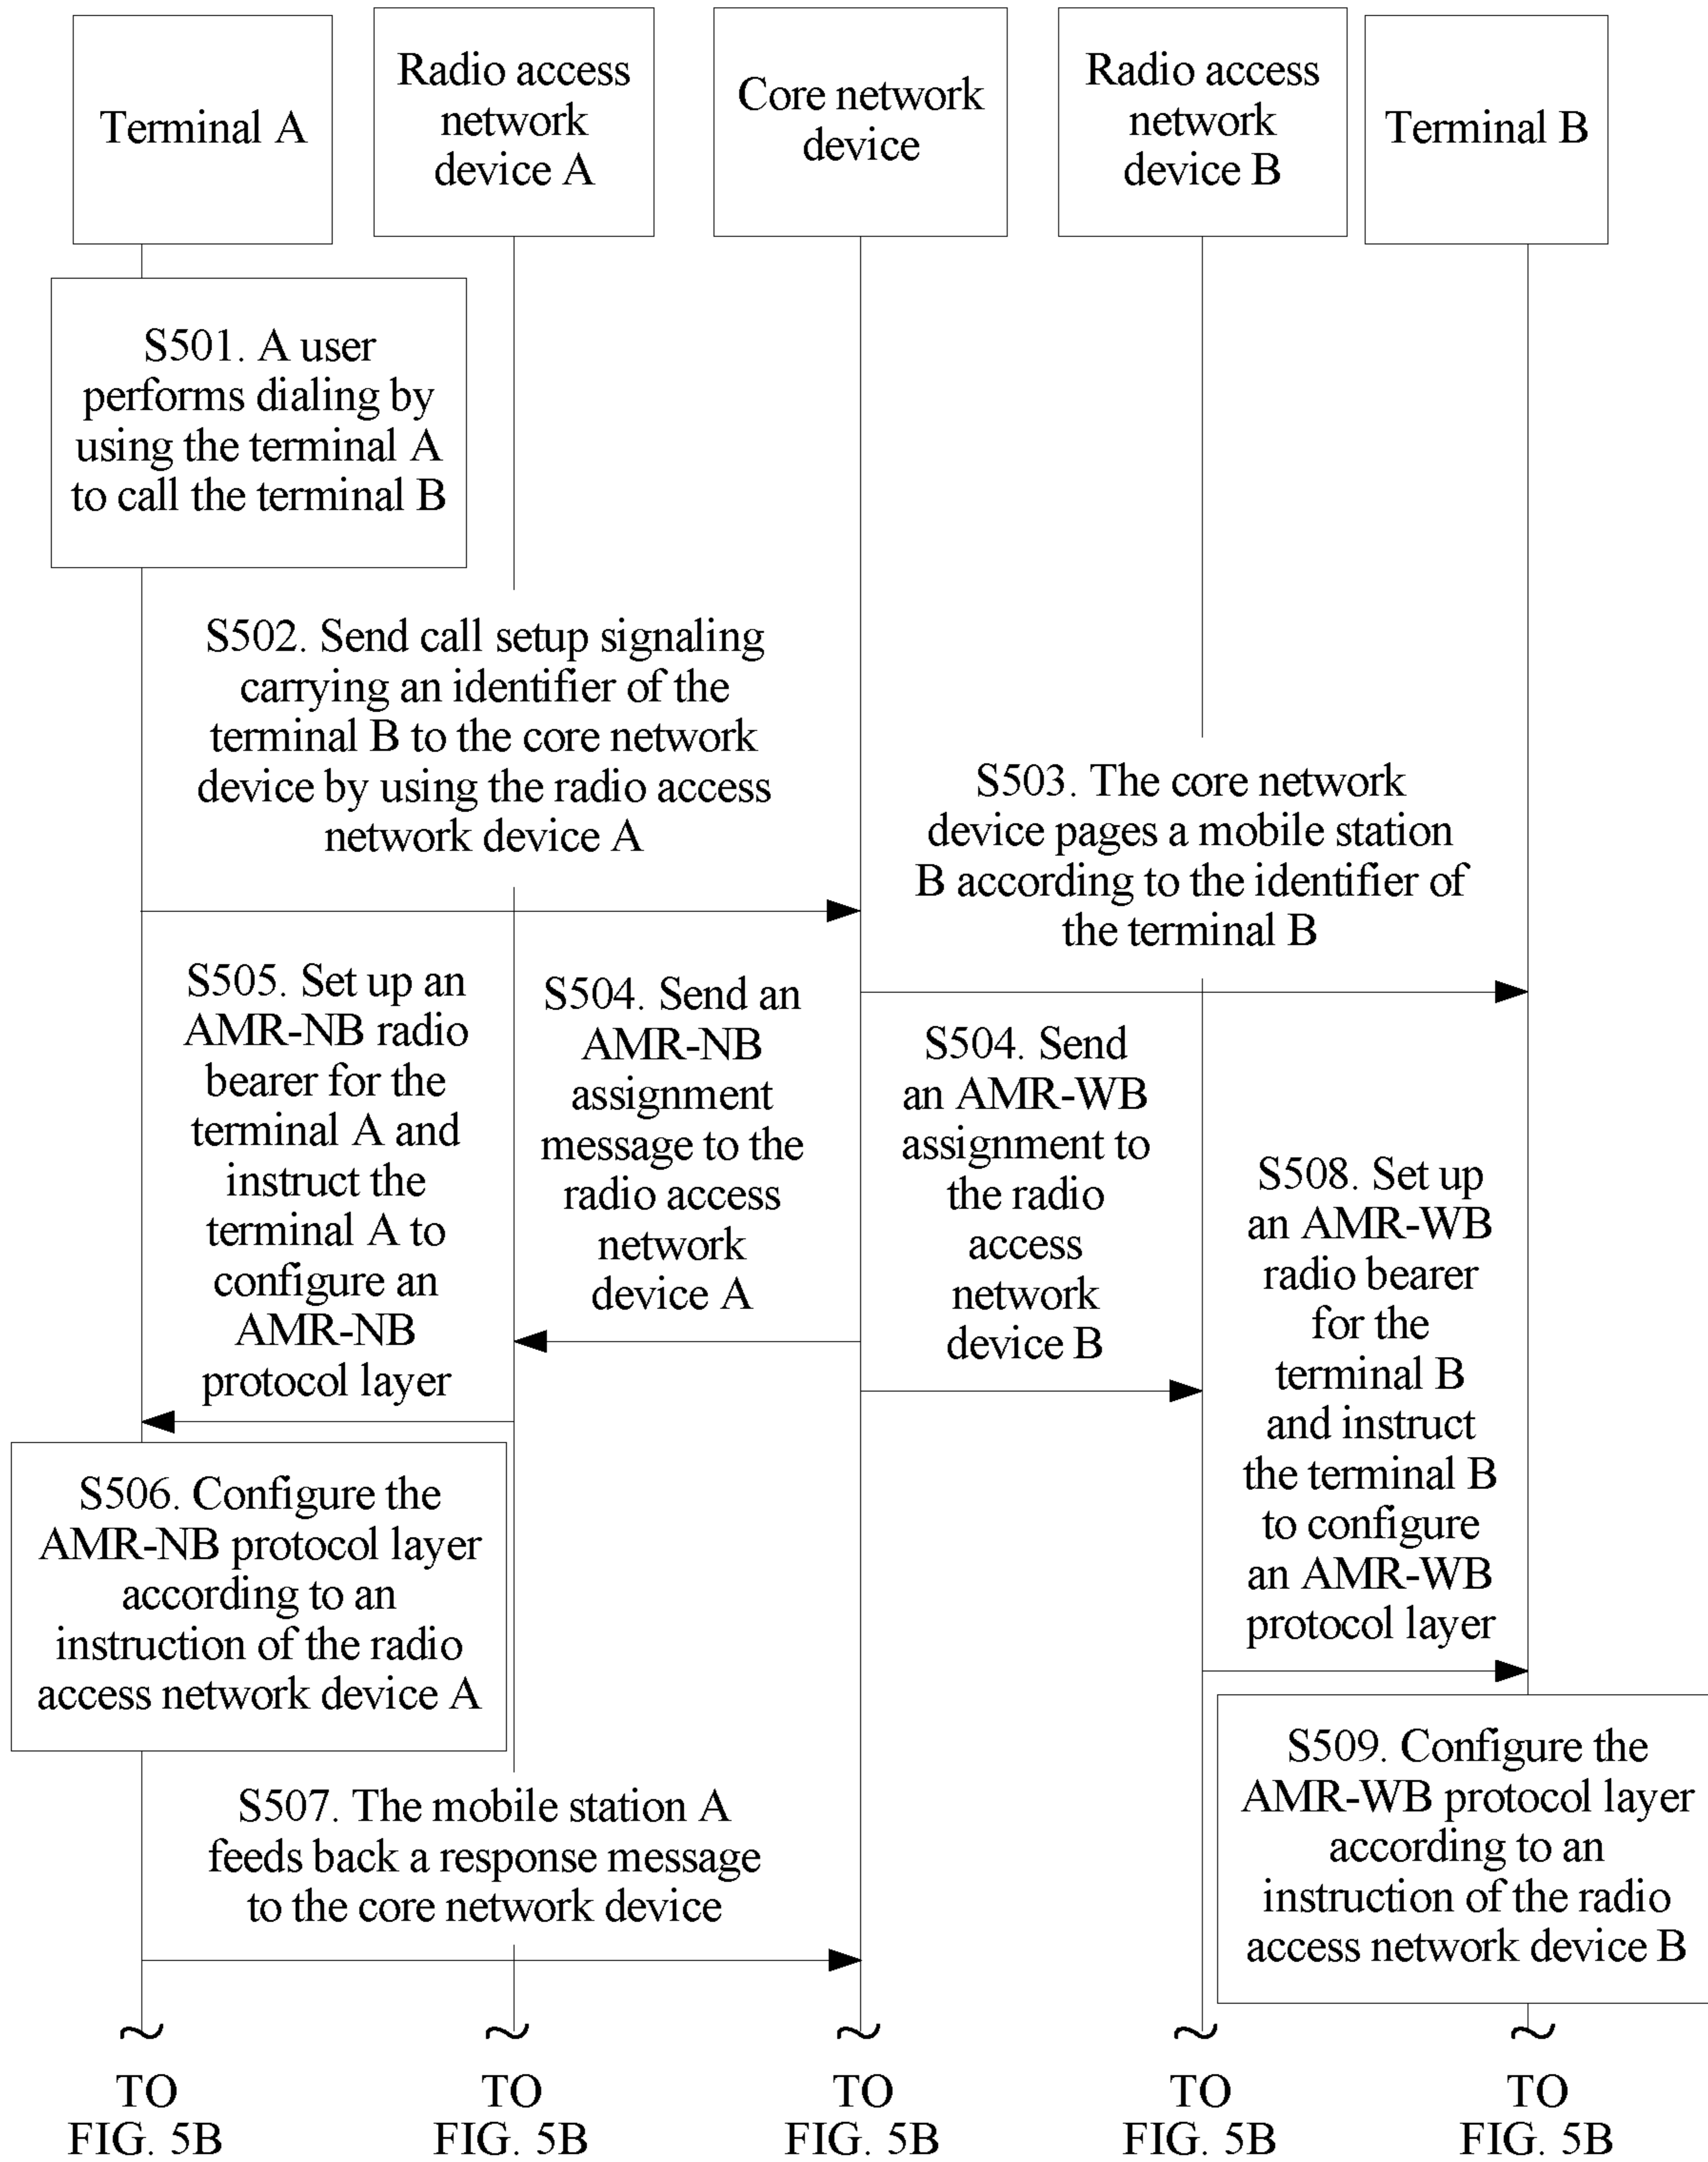 Terminal A
Radio access
network
device A
Core network
device
Radio access
network
device B
Terminal B
S501. A user
performs dialing by
using the terminal A
to call the terminal B
S502. Send call setup signaling
carrying an identifier of the
terminal B to the core network
device by using the radio access
network device A
S503. The core network
device pages a mobile station
B according to the identifier of
the terminal B
S505. Set up an
AMR-NB radio
bearer for the
terminal A and
instruct the
terminal A to
configure an
AMR-NB
protocol layer
S504. Send an
AMR-NB
assignment
message to the
radio access
network
device A
S504. Send
an AMR-WB
assignment to
the radio
access
network
device B
S508. Set up
an AMR-WB
radio bearer
for the
terminal B
and instruct
the terminal B
to configure
an AMR-WB
protocol layer
S506. Configure the
AMR-NB protocol layer
according to an
instruction of the radio
access network device A
S509. Configure the
AMR-WB protocol layer
according to an
instruction of the radio
access network device B
S507. The mobile station A
feeds back a response message
to the core network device
TO
FIG. 5B
TO
FIG. 5B
TO
FIG. 5B
TO
FIG. 5B
TO
FIG. 5B